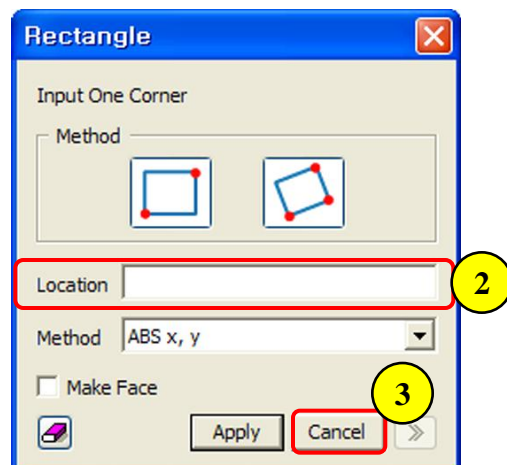 Rectangle
Input One Corner
Method
Location
2
Method ABS x, y
Make Face
3
Apply Cancel